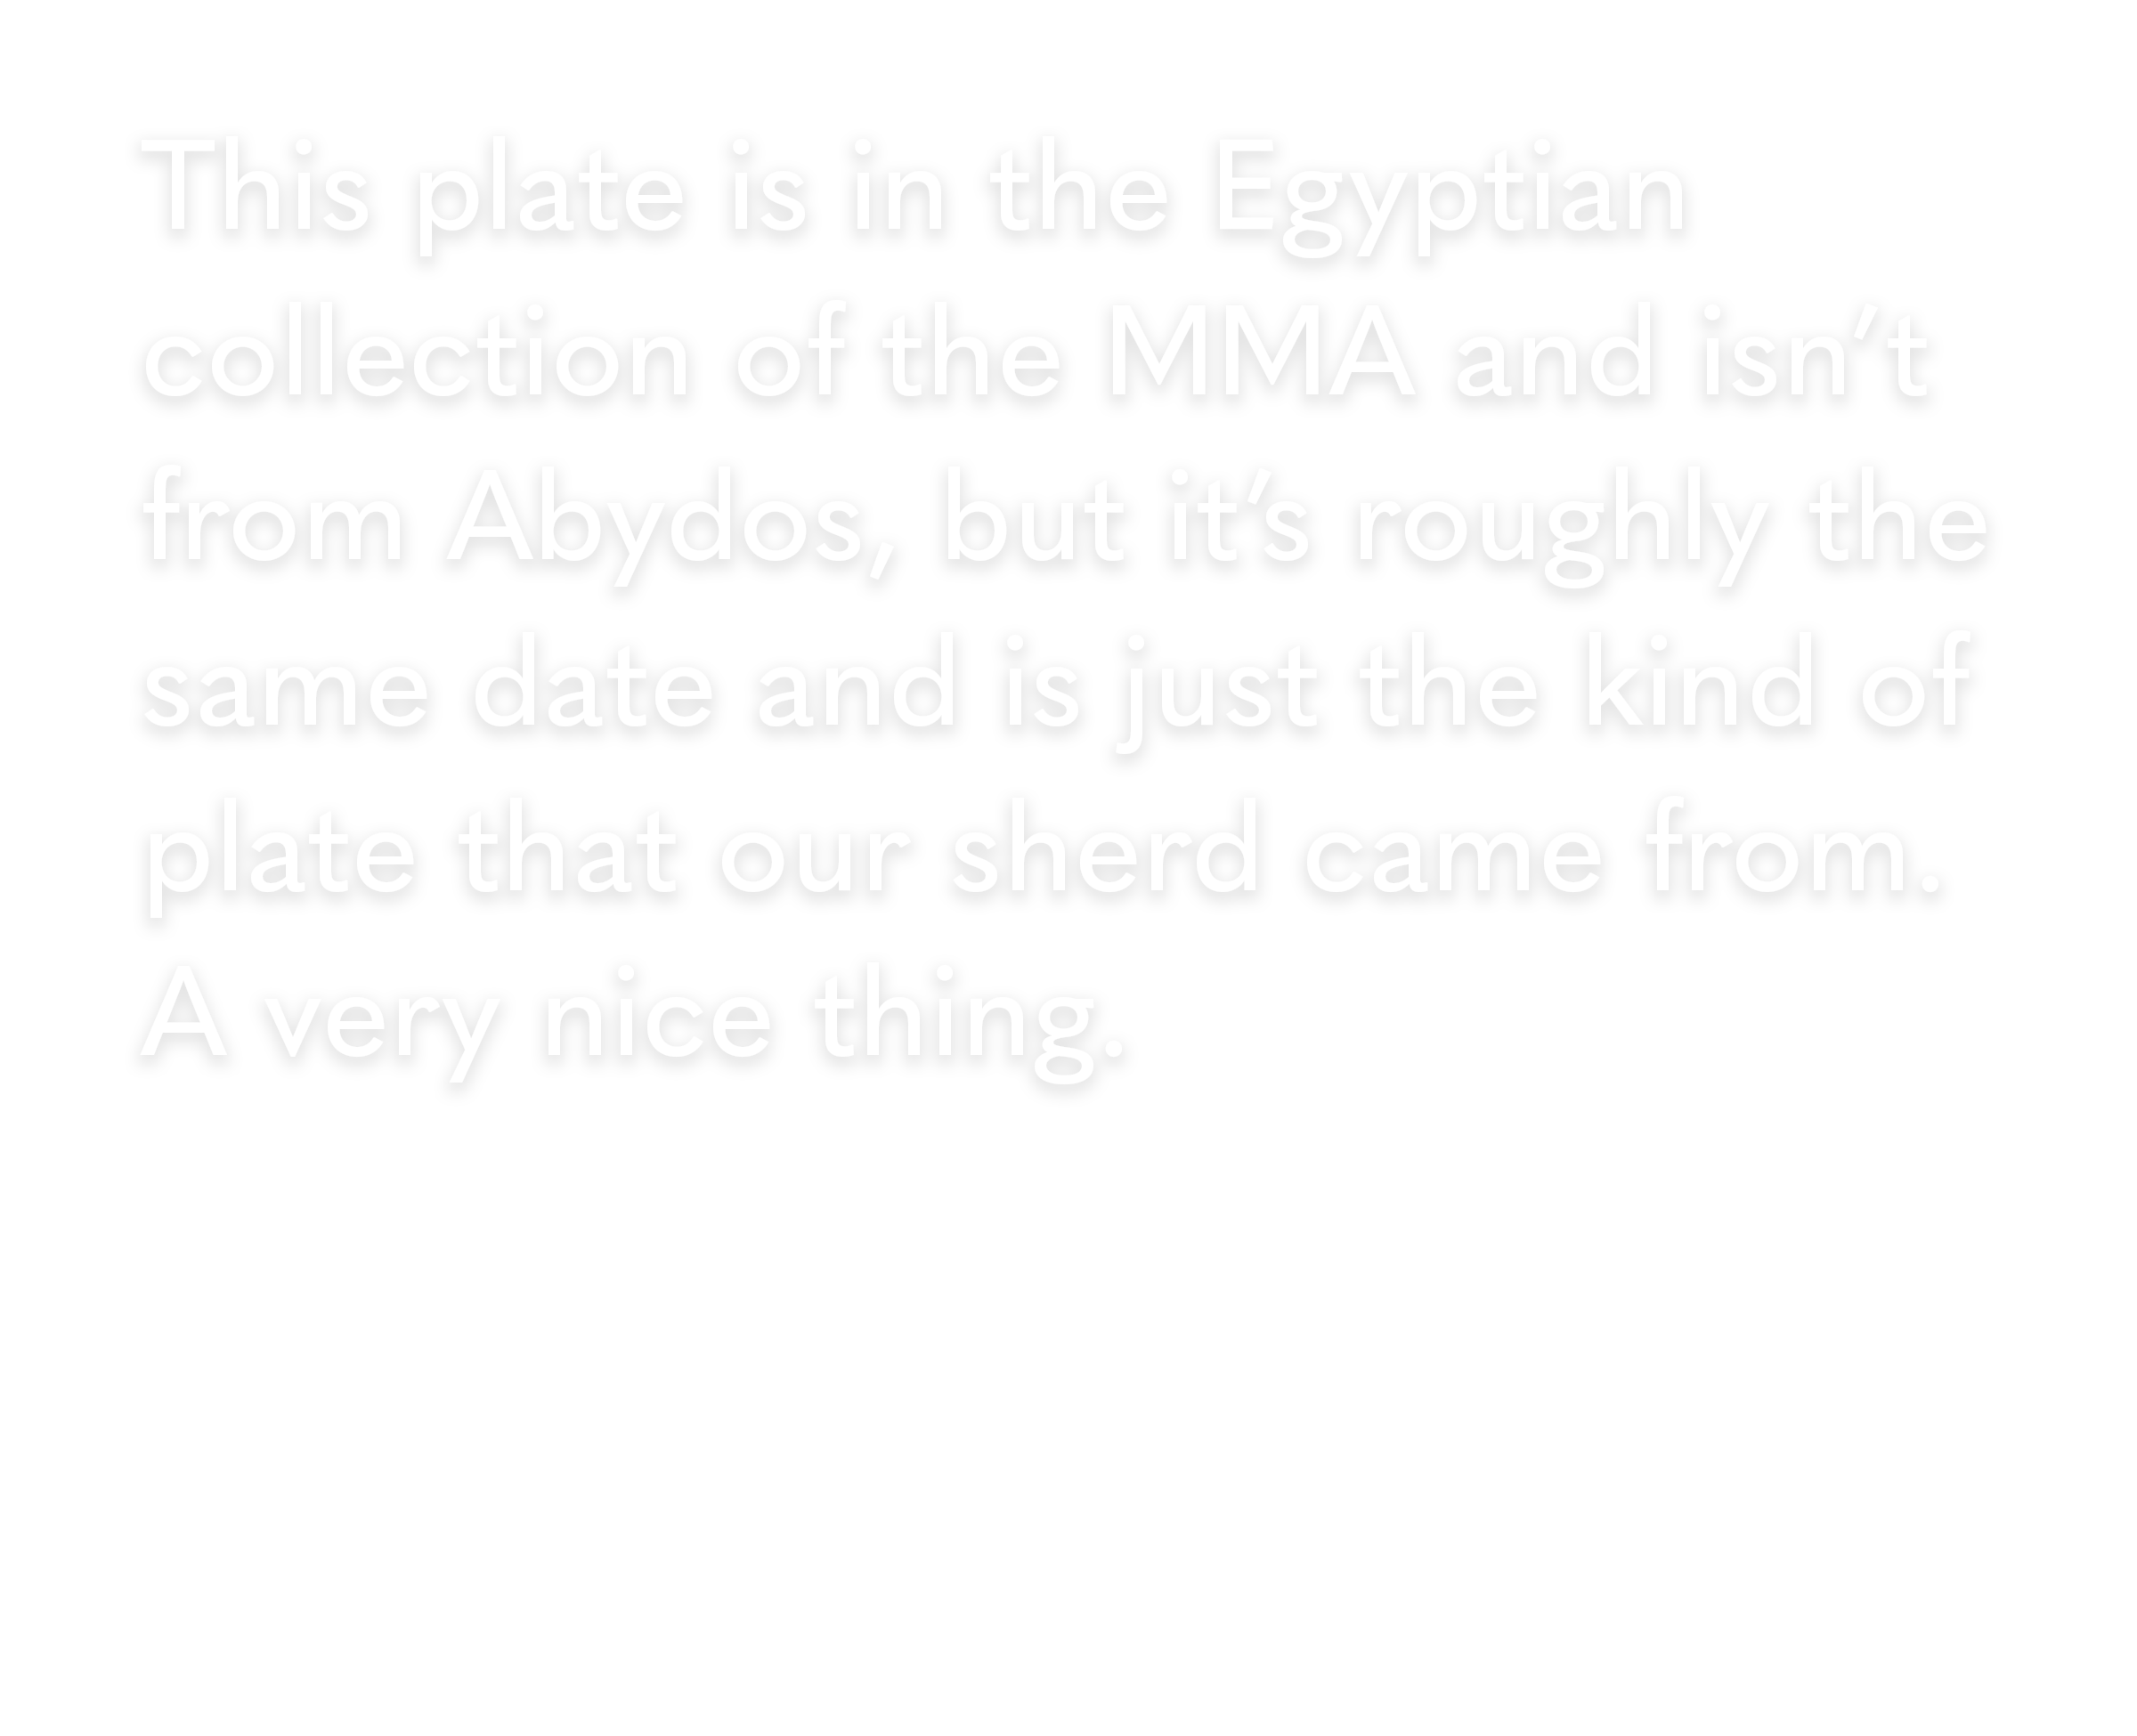 This plate is in the Egyptian
collection of the MMA and isn’t
from Abydos, but it’s roughly the
same date and is just the kind of
plate that our sherd came from.
A very nice thing.